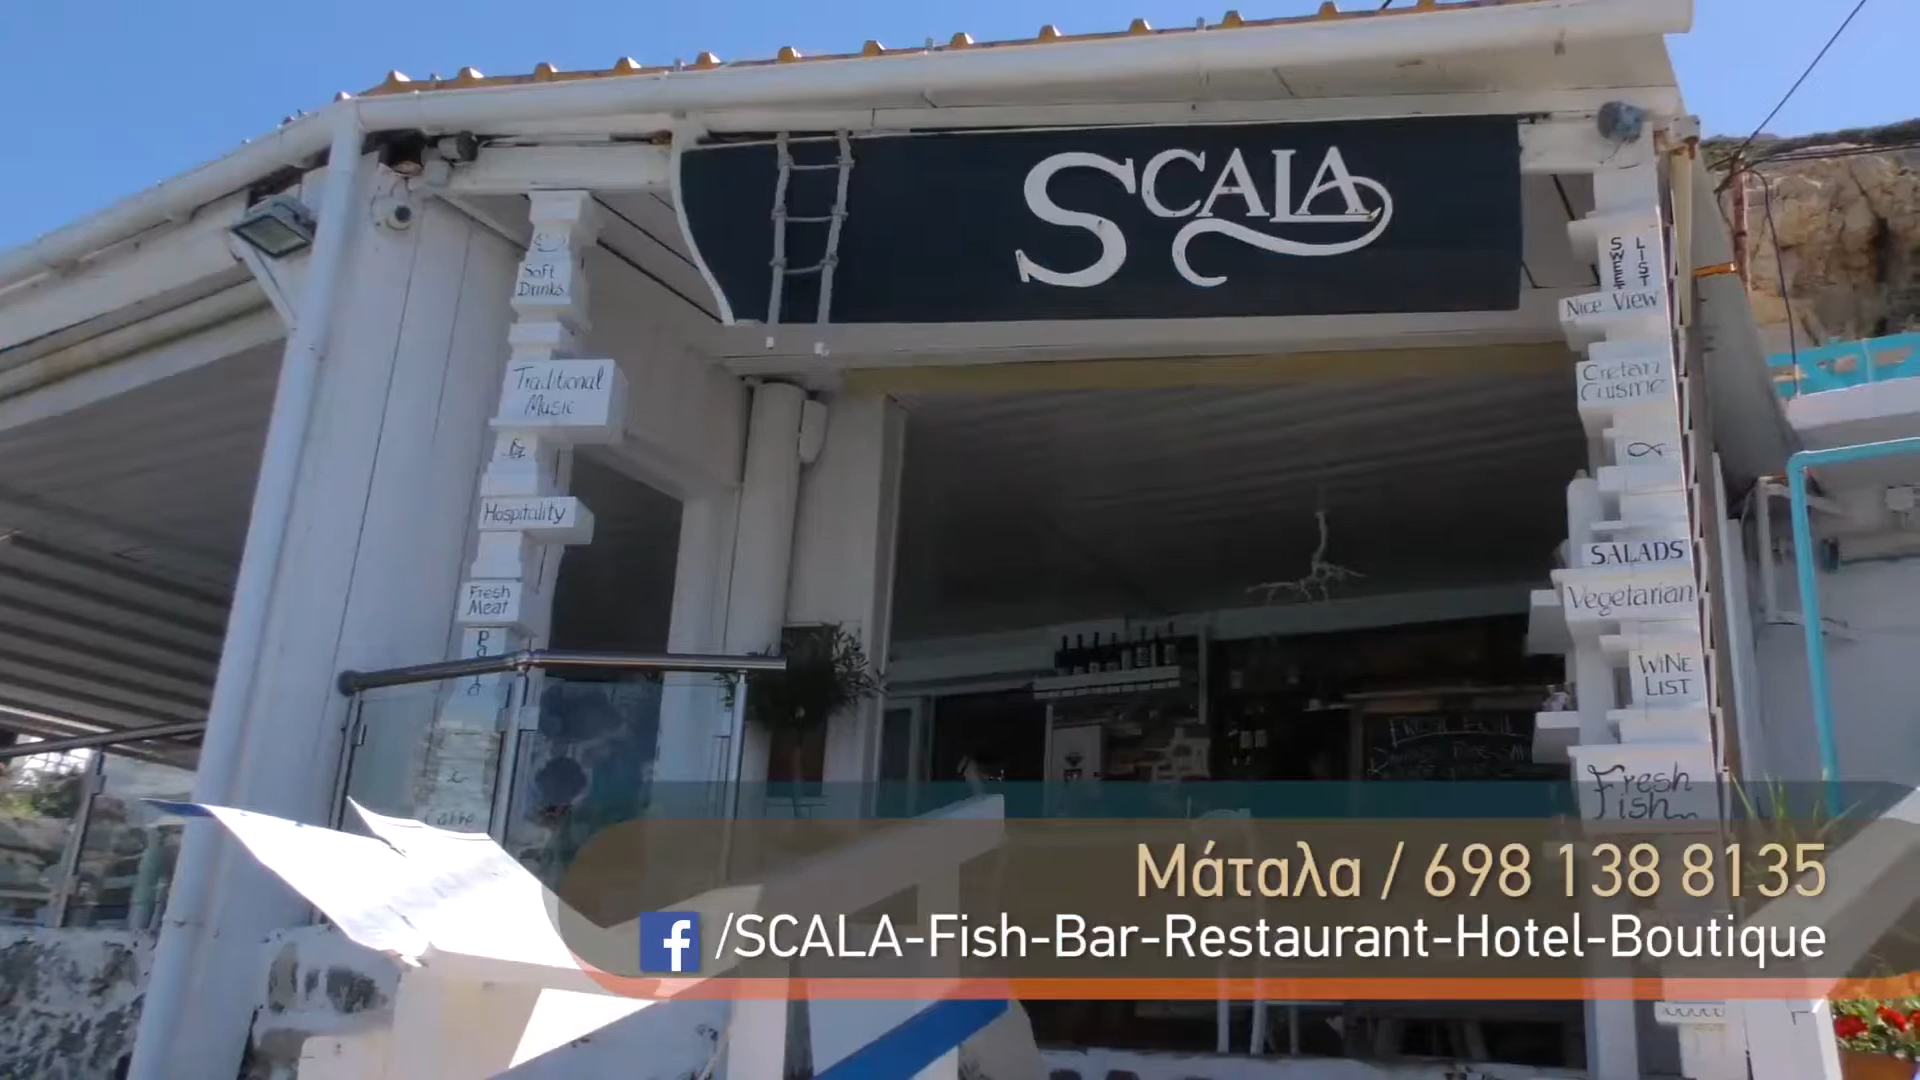 SCALA
Soft
Drinks
Traditional
Music
Hospitality
Fresh
Meat
Pasta
SWEET
LIST
Nice View
Cretan
Cuisine
SALADS
Vegetarian
WINE
LIST
Fresh
Fish
Μάταλα / 698 138 8135
/SCALA-Fish-Bar-Restaurant-Hotel-Boutique